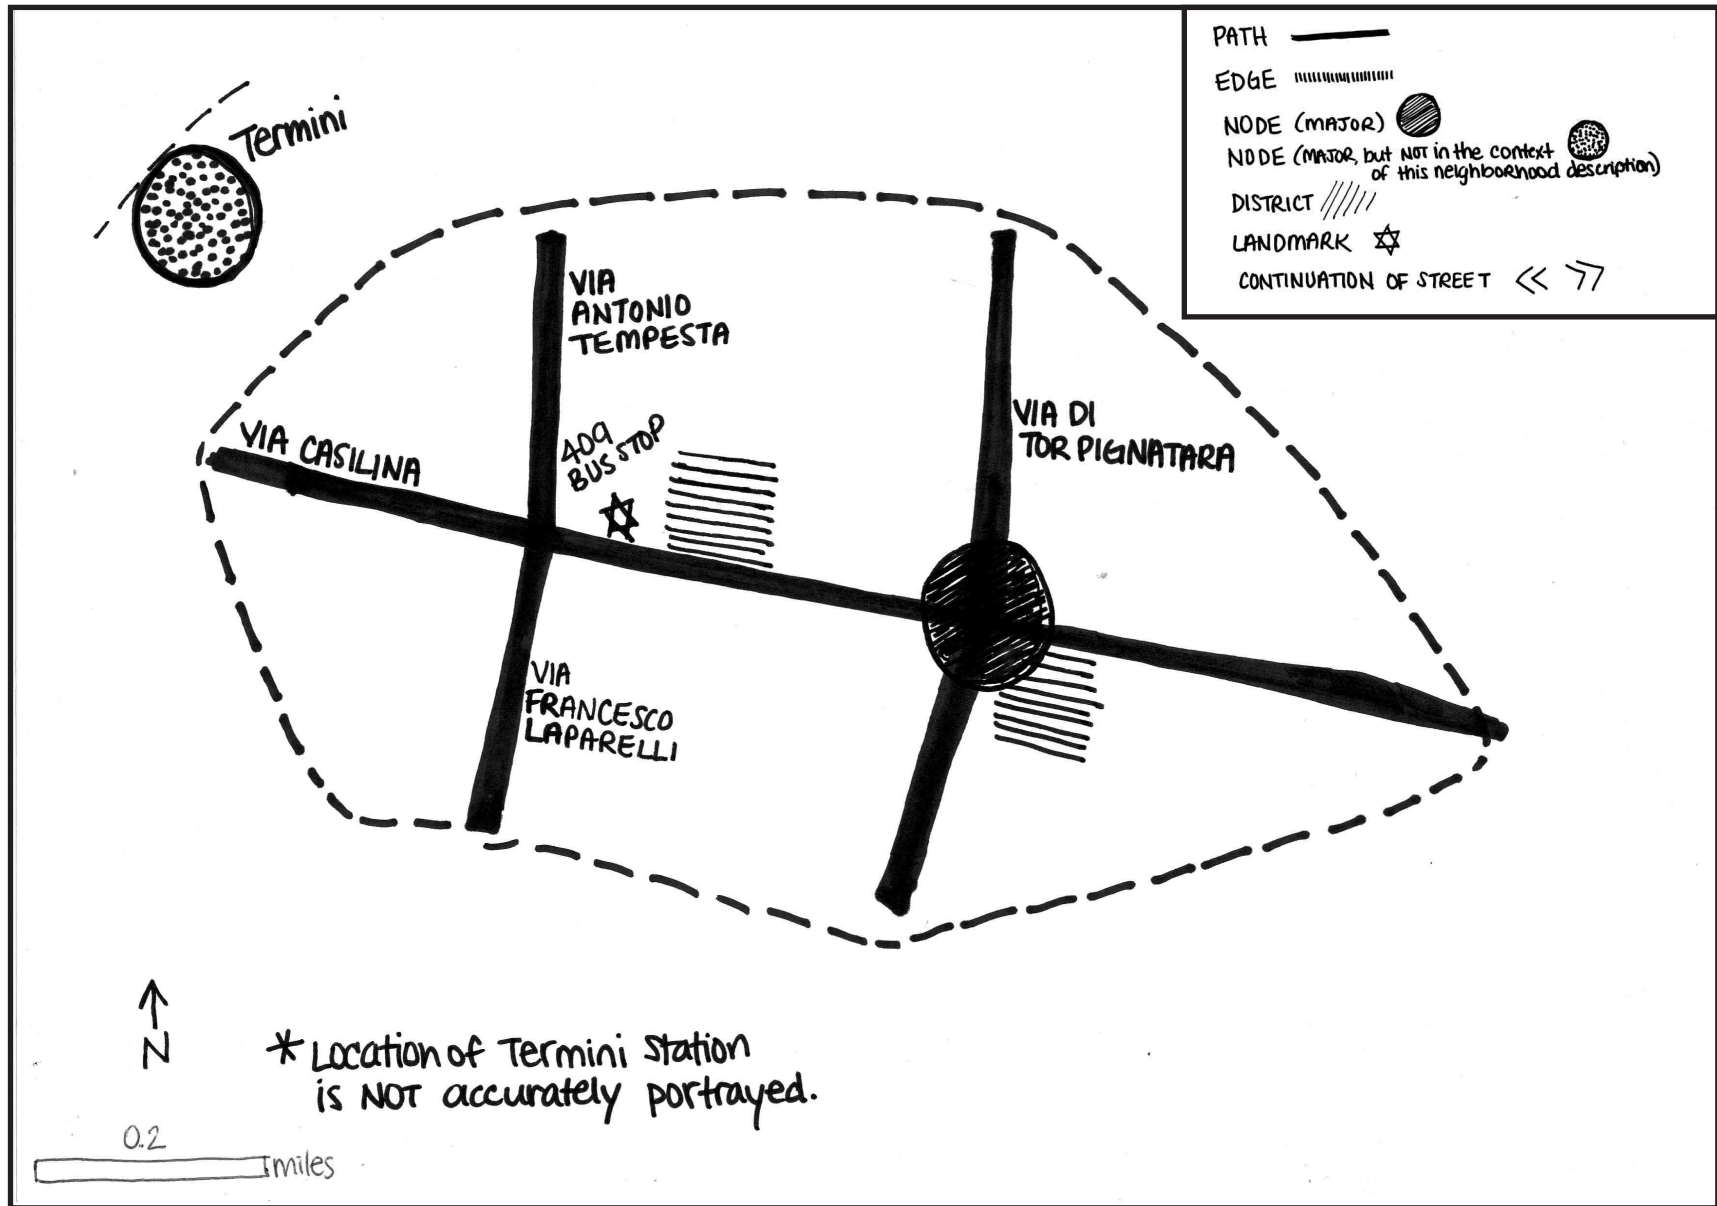 PATH
EDGE
NODE (MAJOR)
NODE (MAJOR, but NOT in the context
of this neighborhood description)
DISTRICT
LANDMARK
CONTINUATION OF STREET << >>
Termini
VIA
ANTONIO
TEMPESTA
VIA CASILINA
409
BUS STOP
VIA DI
TOR PIGNATARA
VIA
FRANCESCO
LAPARELLI
N
* Location of Termini Station
is NOT accurately portrayed.
0.2
miles